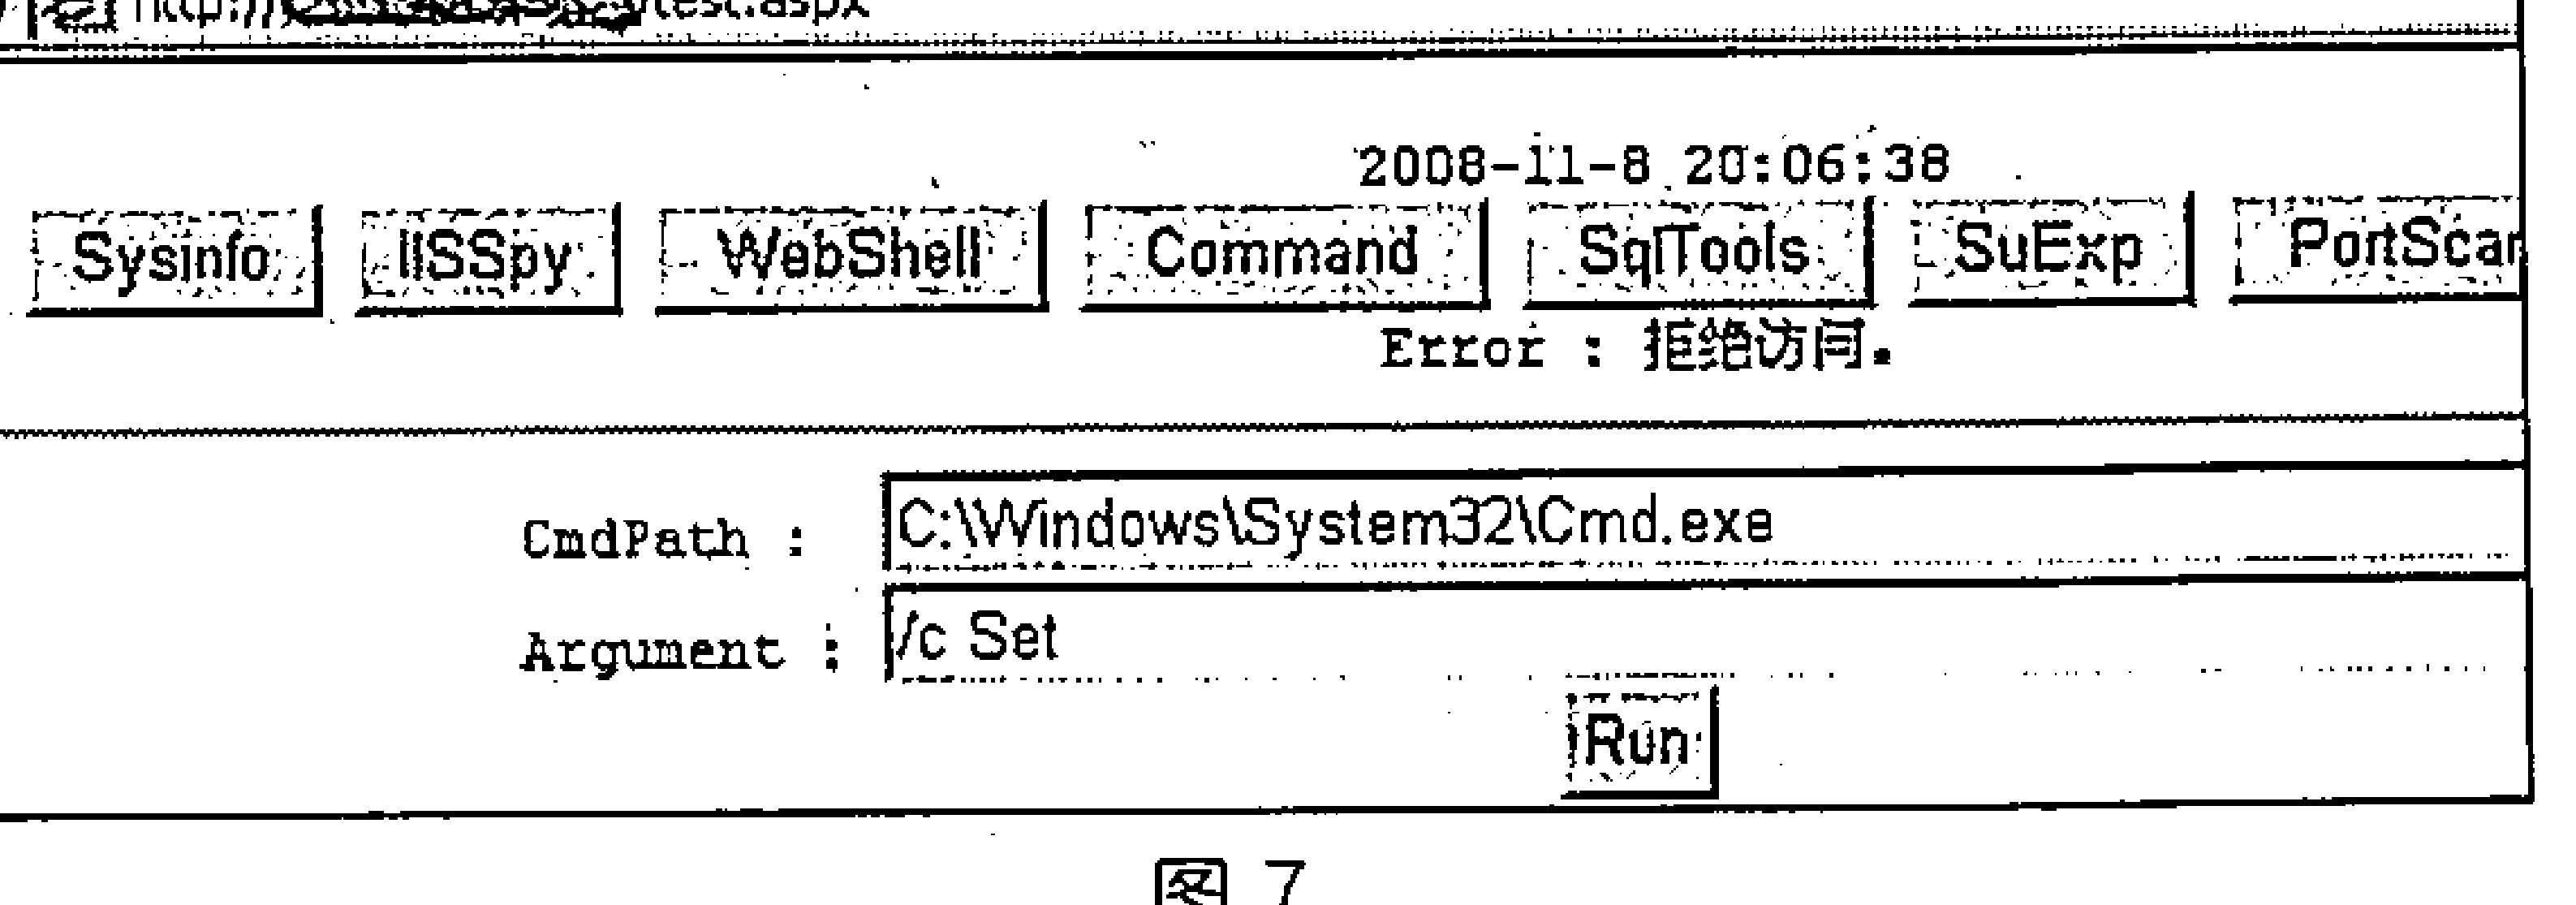 test.aspx
2008-11-8 20:06:38
Sysinfo IISSpy WebShell Command SqlTools SuExp PortScan
Error : 拒绝访问。
CmdPath : C:\Windows\System32\Cmd.exe
Argument : /c Set
Run
图 7